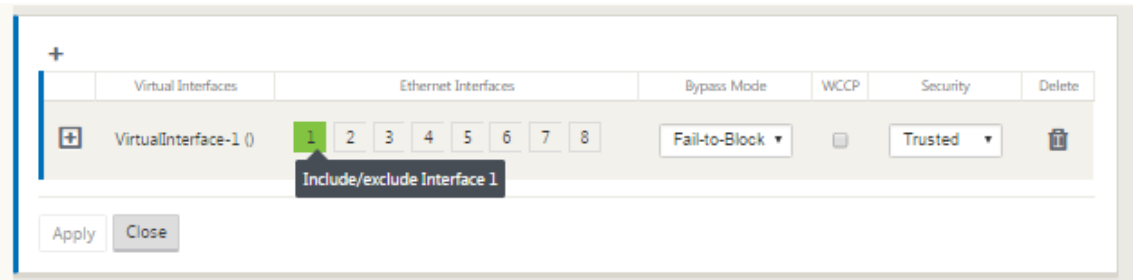 +
Virtual Interfaces Ethernet Interfaces Bypass Mode WCCP Security Delete
VirtualInterface-1 () 1 2 3 4 5 6 7 8 Fail-to-Block Trusted
Include/exclude Interface 1
Apply Close